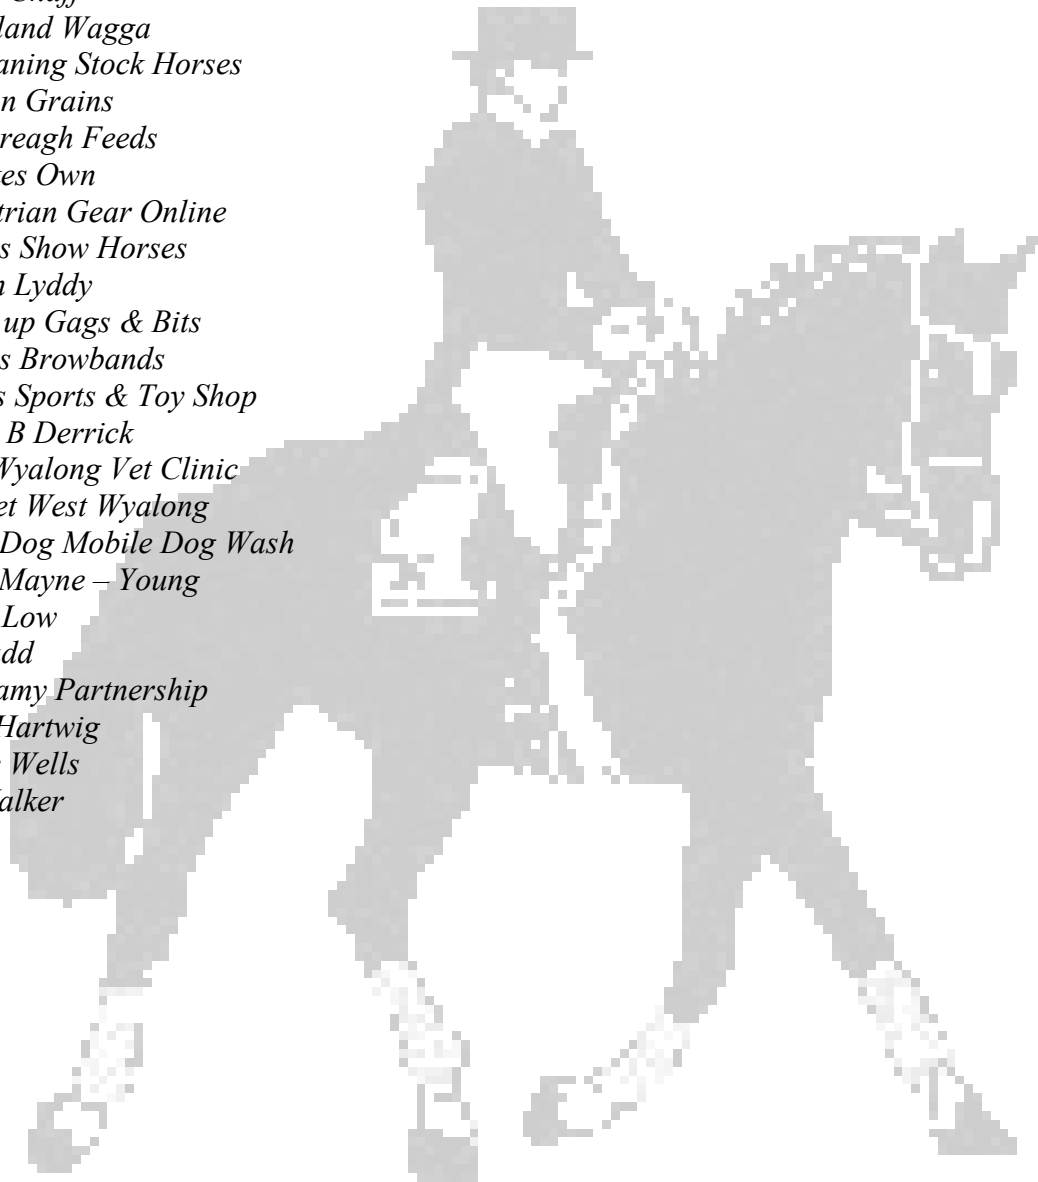 land Wagga
aning Stock Horses
n Grains
reagh Feeds
es Own
trian Gear Online
s Show Horses
n Lyddy
up Gags & Bits
s Browbands
s Sports & Toy Shop
B Derrick
Wyalong Vet Clinic
et West Wyalong
Dog Mobile Dog Wash
Mayne – Young
Low
dd
amy Partnership
Hartwig
Wells
alker